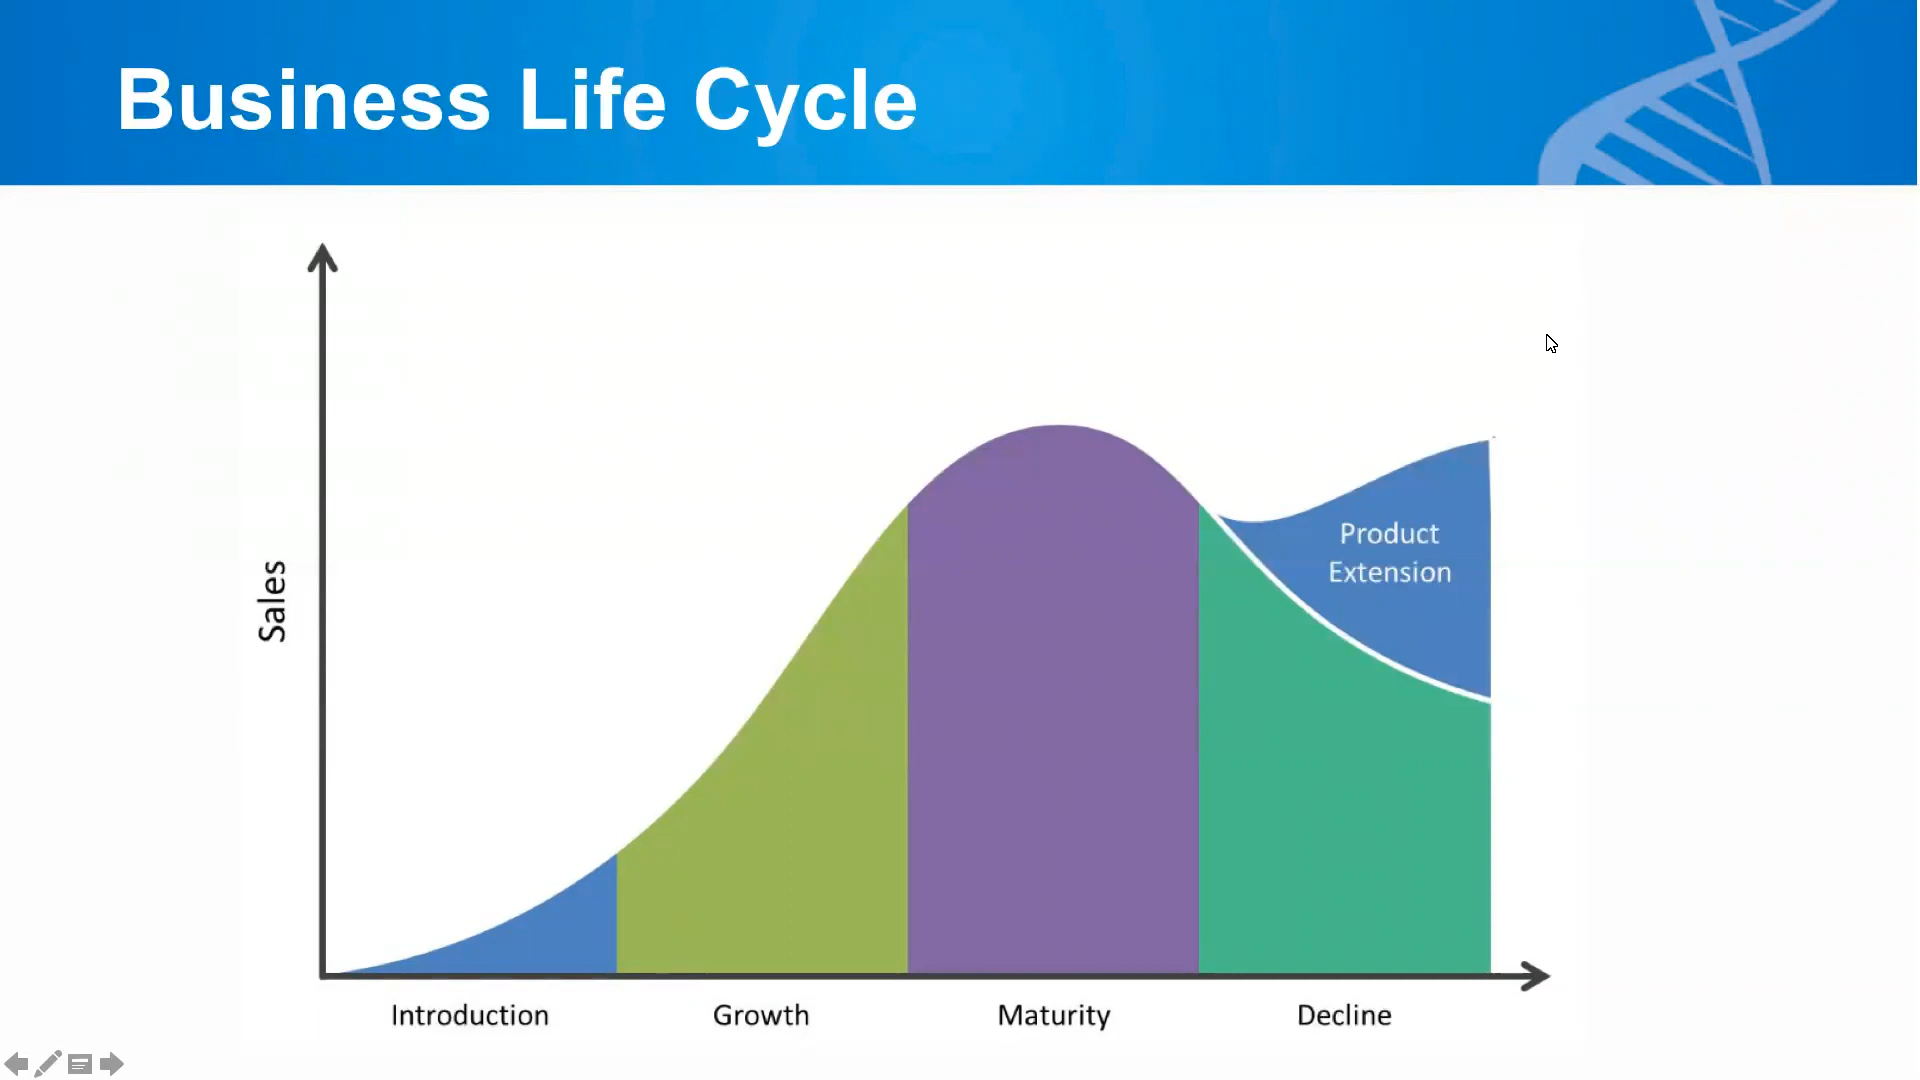 Business Life Cycle
Sales
Product
Extension
Introduction
Growth
Maturity
Decline